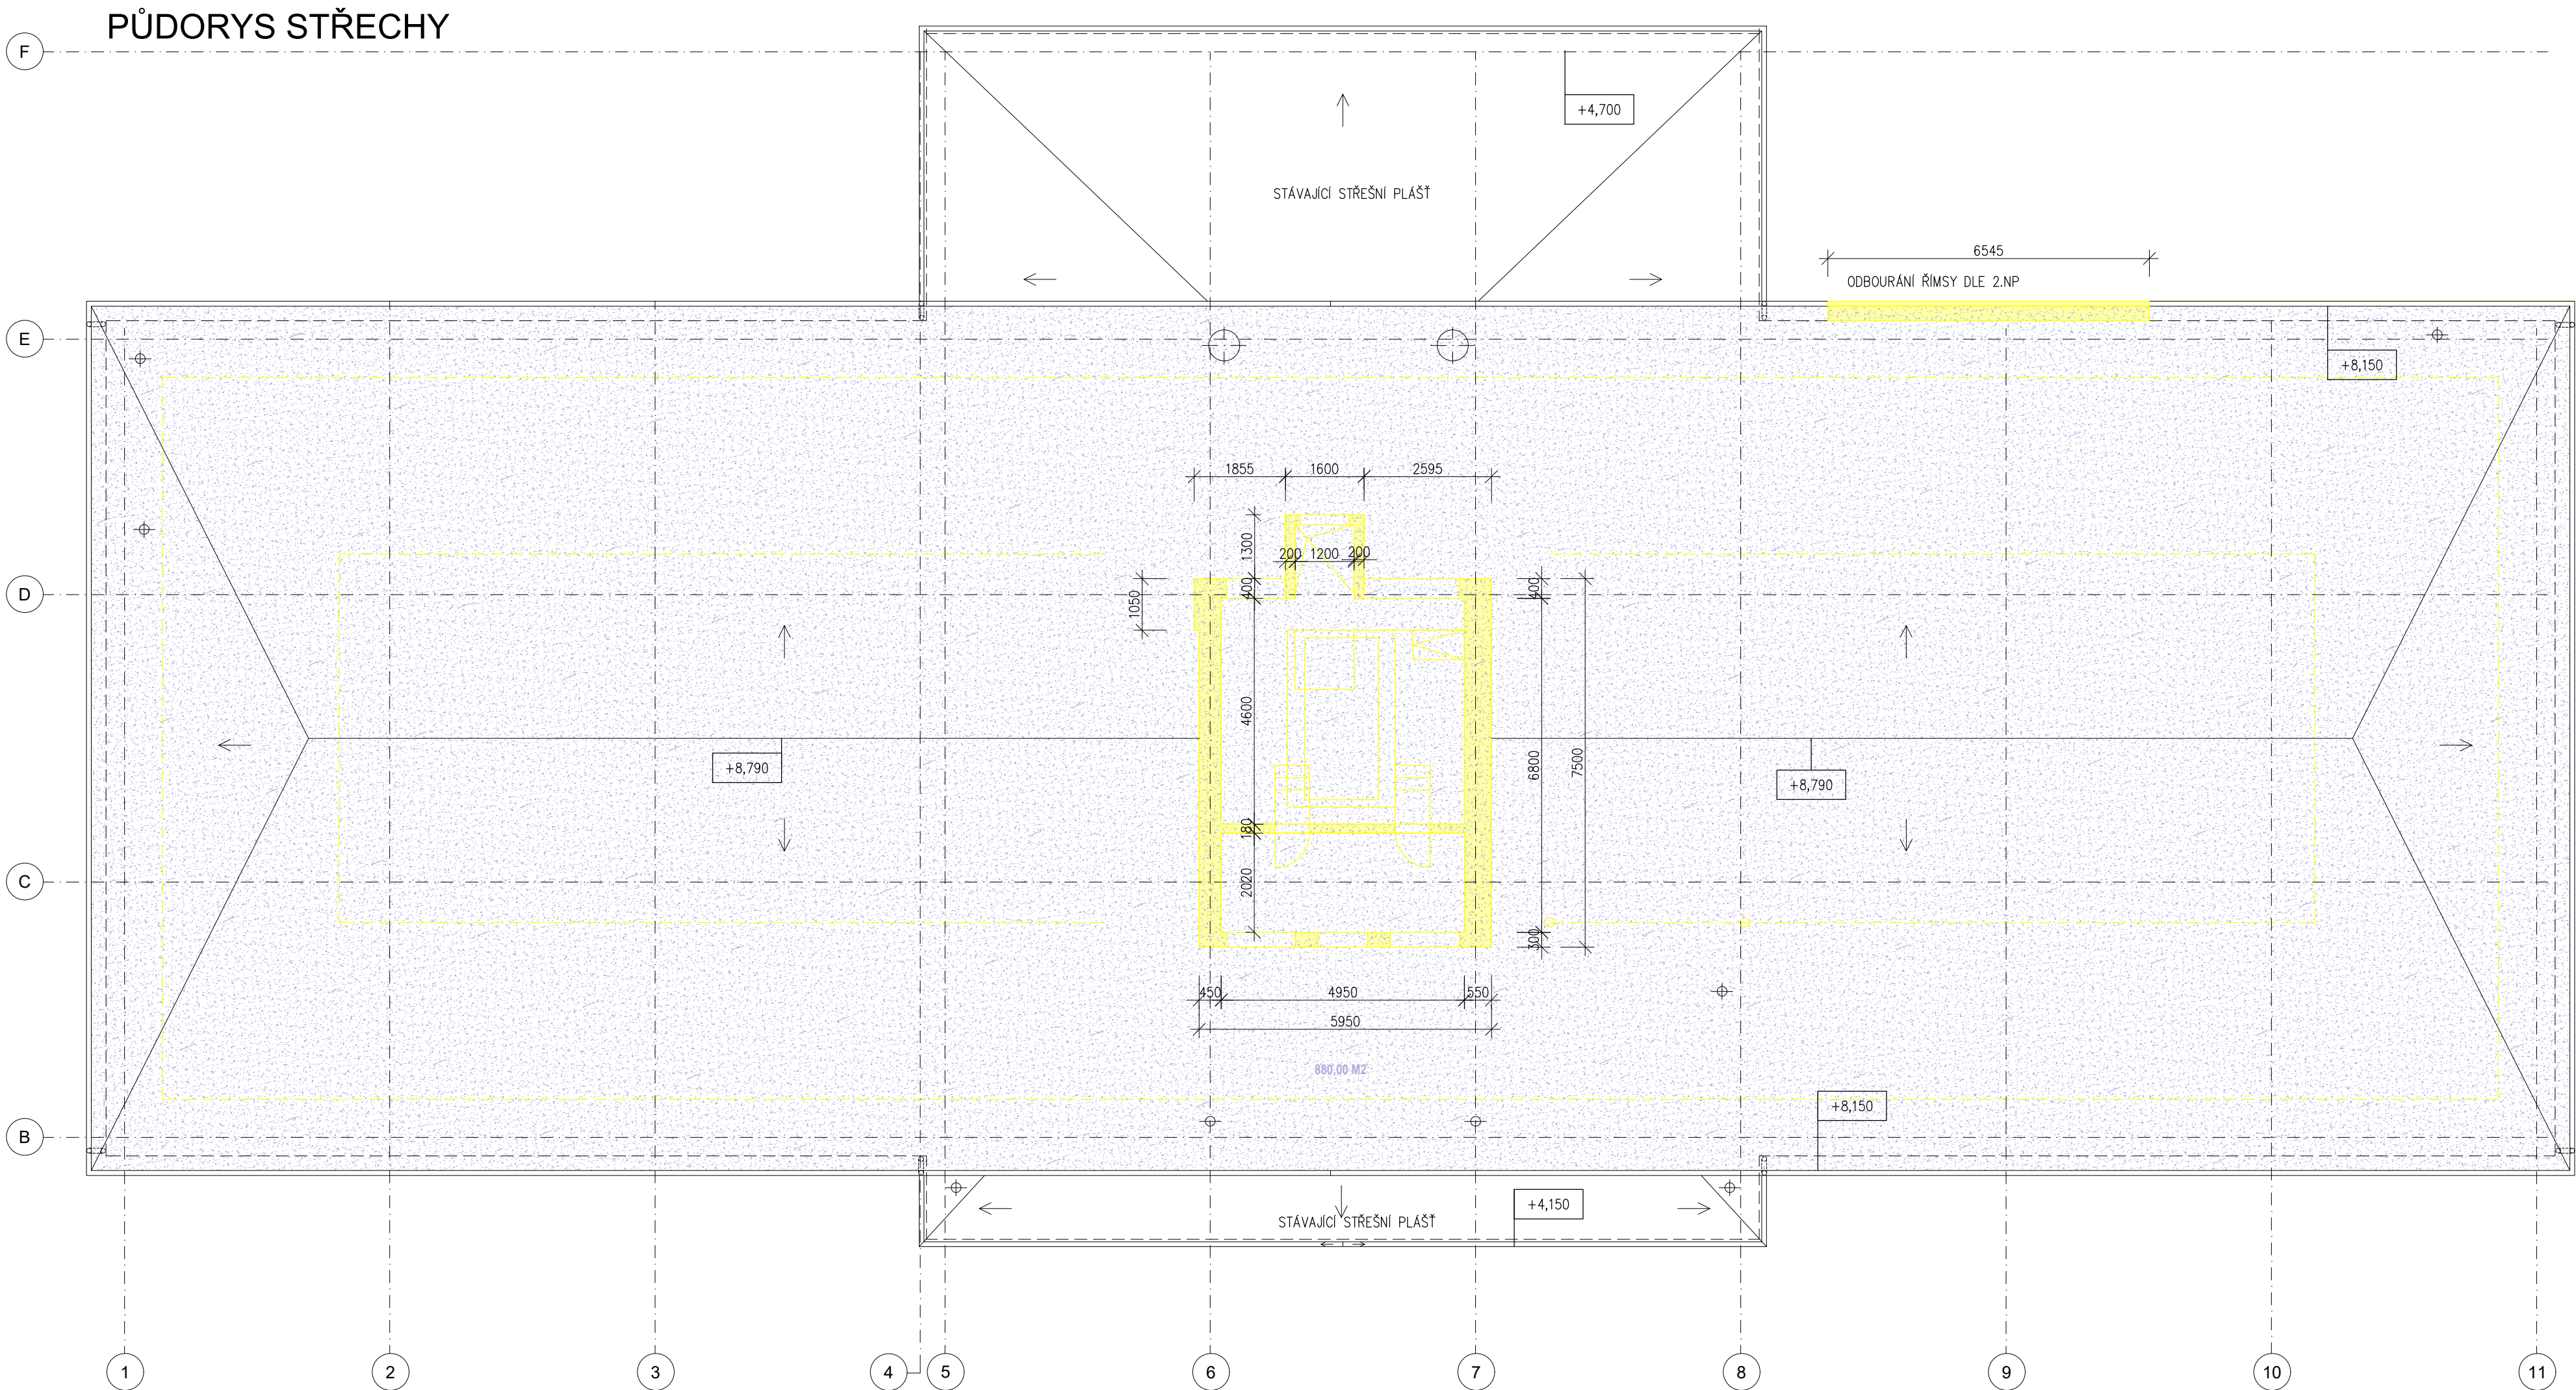 PŮDORYS STŘECHY
F
+4,700
STÁVAJÍCÍ STŘEŠNÍ PLÁŠŤ
6545
ODBOURÁNÍ ŘÍMSY DLE 2.NP
E
+8,150
1855 1600 2595
1300
200 1200 200
400
400
1050
D
4600
6800
7500
+8,790
+8,790
180
C
2020
300
450 4950 550
5950
880,00 M2
+8,150
B
+4,150
STÁVAJÍCÍ STŘEŠNÍ PLÁŠŤ
1 2 3 4 5 6 7 8 9 10 11